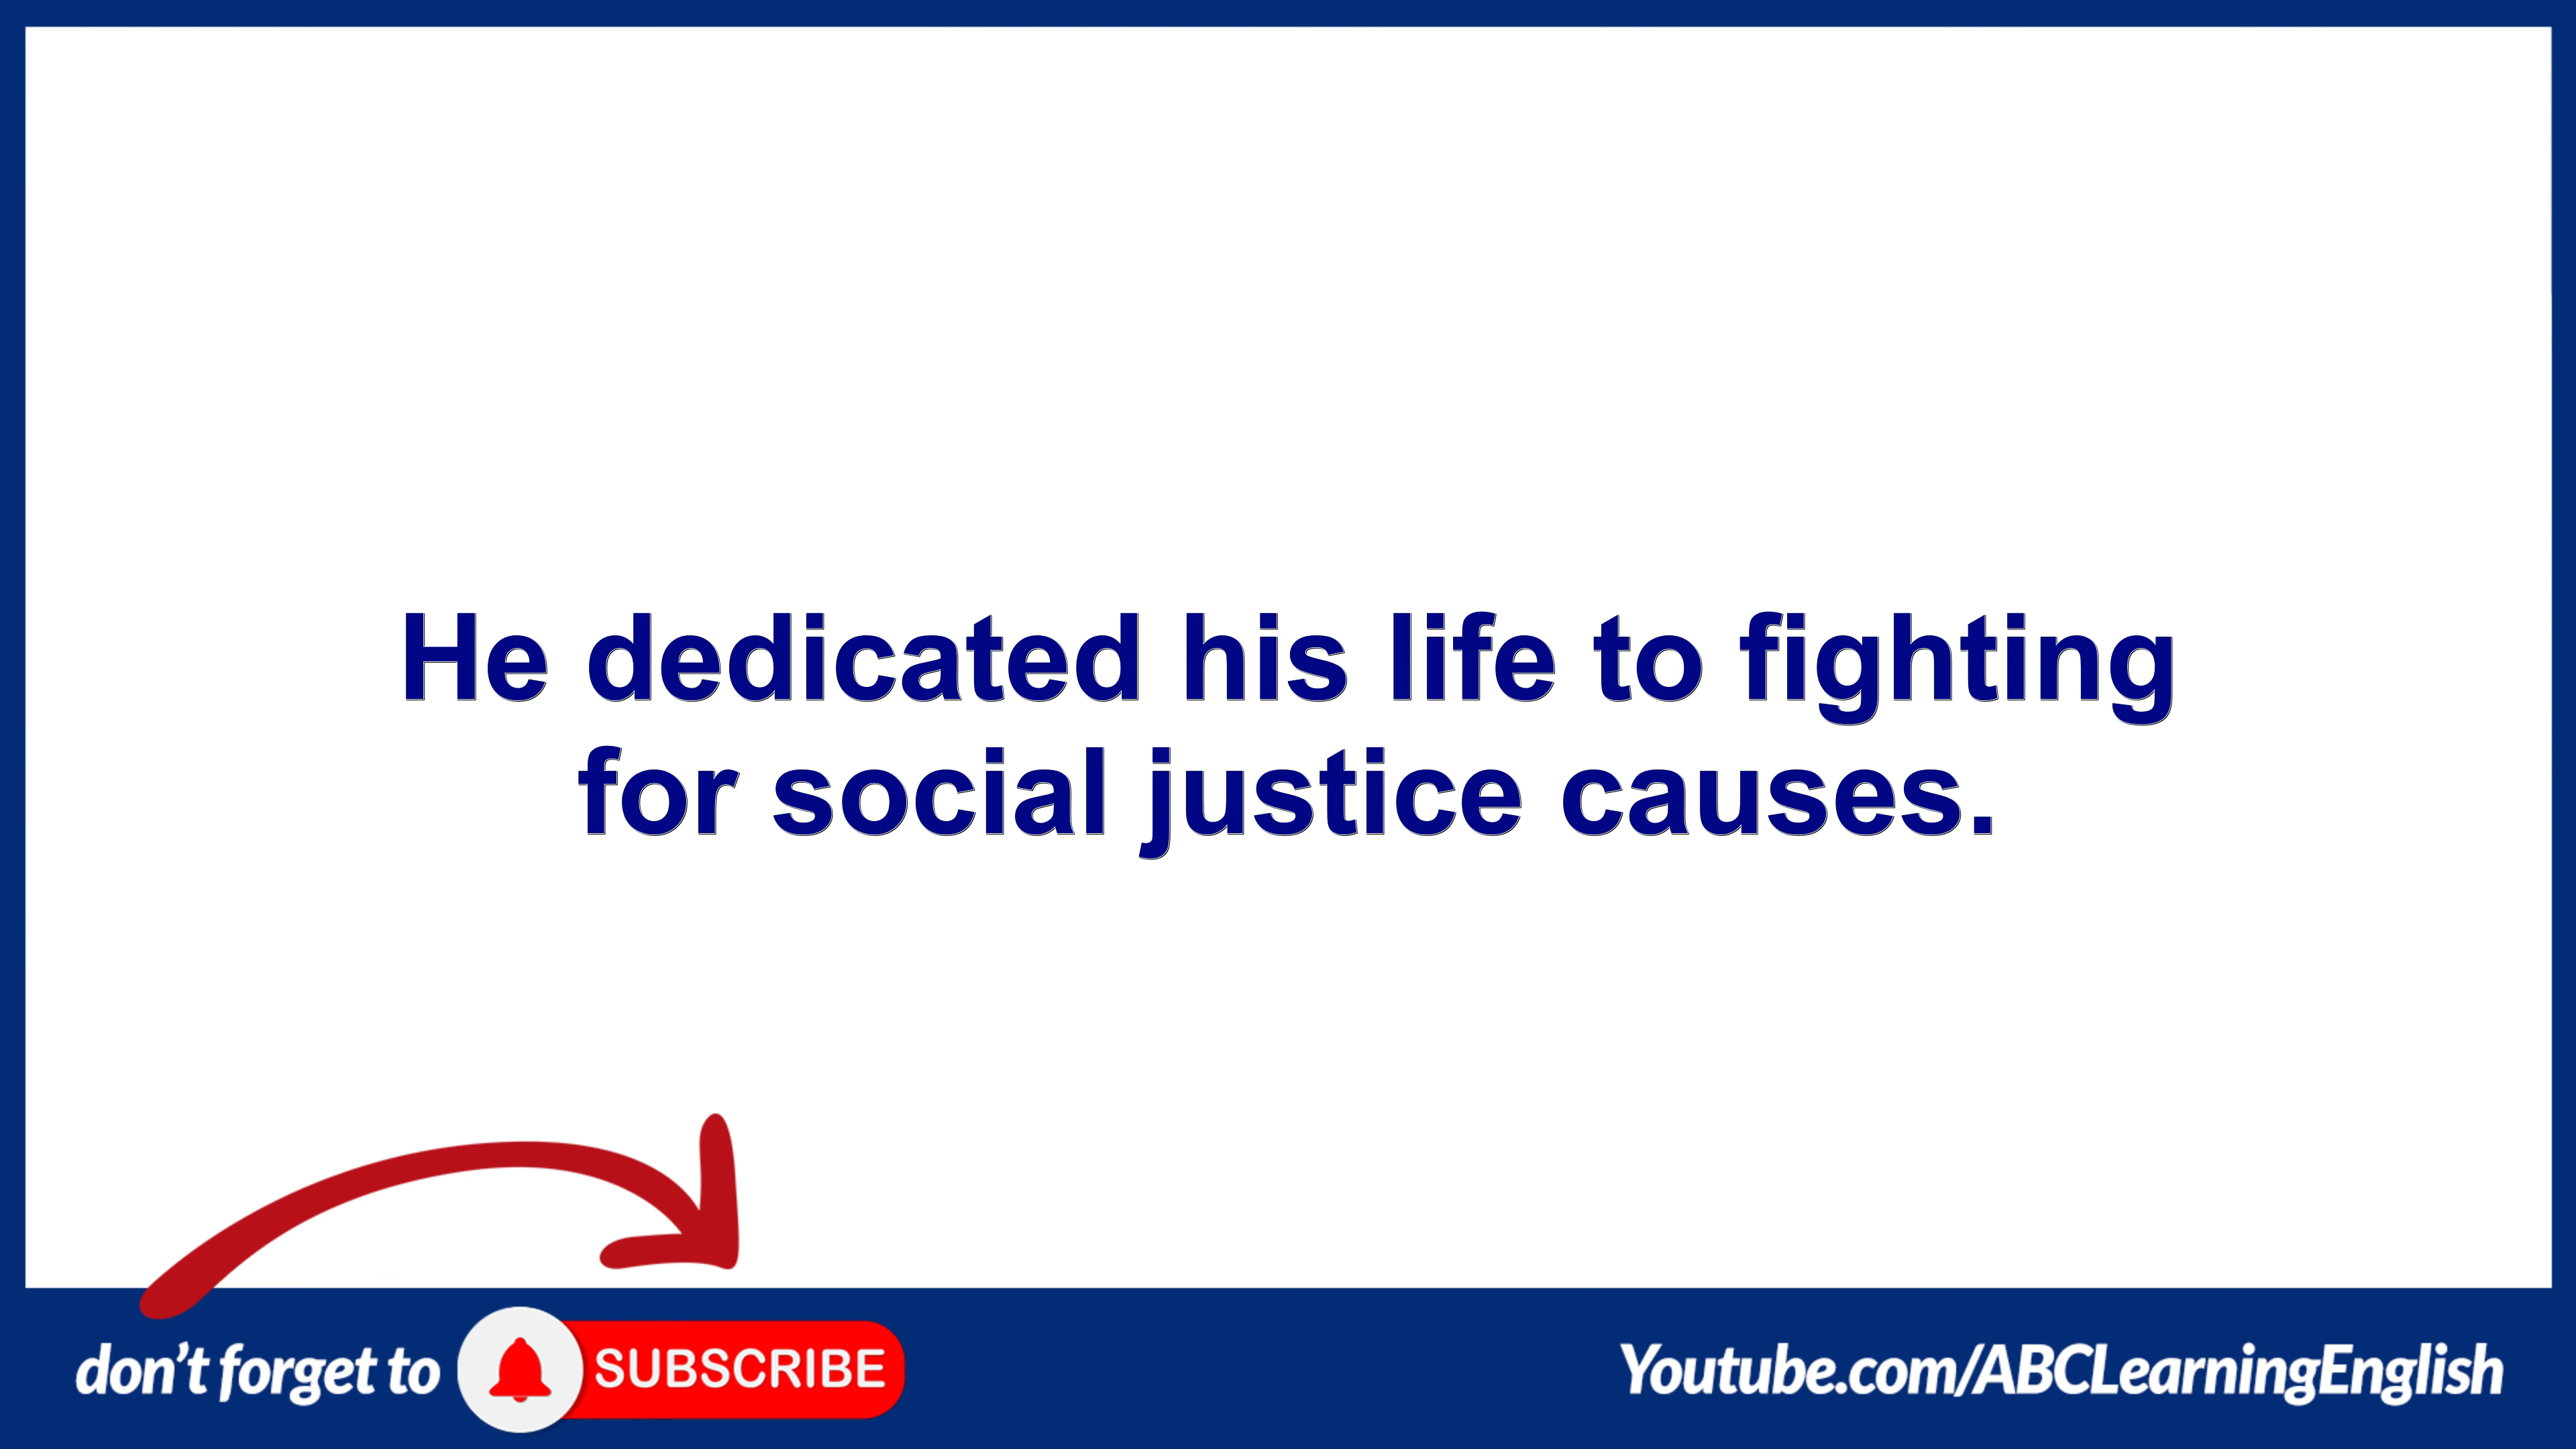 He dedicated his life to fighting
for social justice causes.
don't forget to SUBSCRIBE
Youtube.com/ABCLearningEnglish